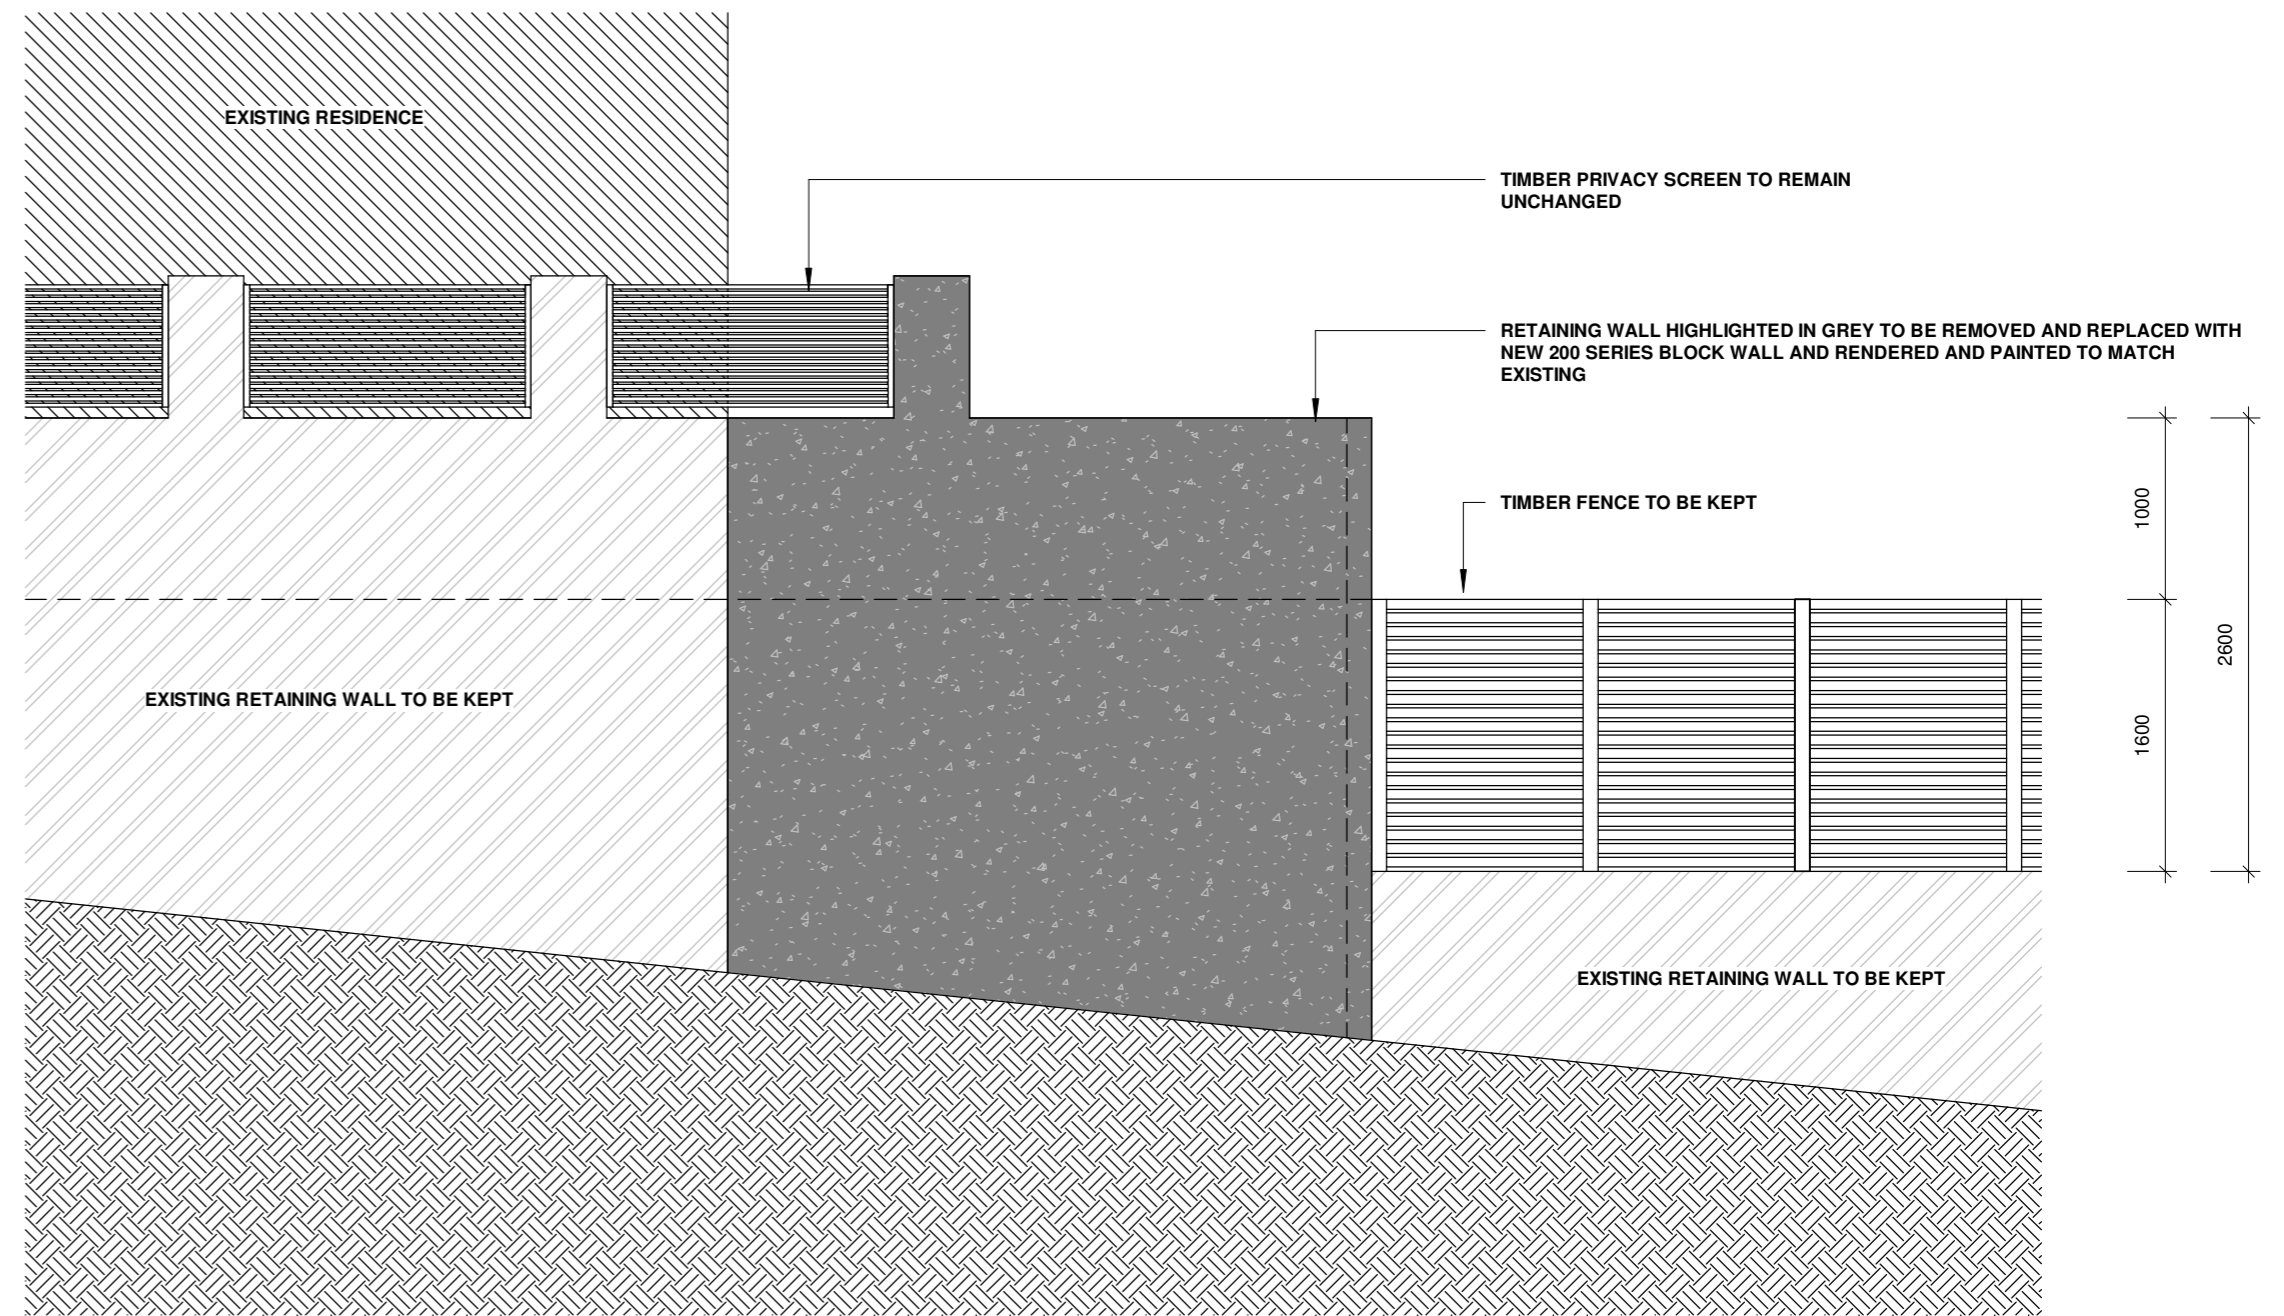 EXISTING RESIDENCE
TIMBER PRIVACY SCREEN TO REMAIN
UNCHANGED
RETAINING WALL HIGHLIGHTED IN GREY TO BE REMOVED AND REPLACED WITH
NEW 200 SERIES BLOCK WALL AND RENDERED AND PAINTED TO MATCH
EXISTING
TIMBER FENCE TO BE KEPT
1000
2600
EXISTING RETAINING WALL TO BE KEPT
1600
EXISTING RETAINING WALL TO BE KEPT